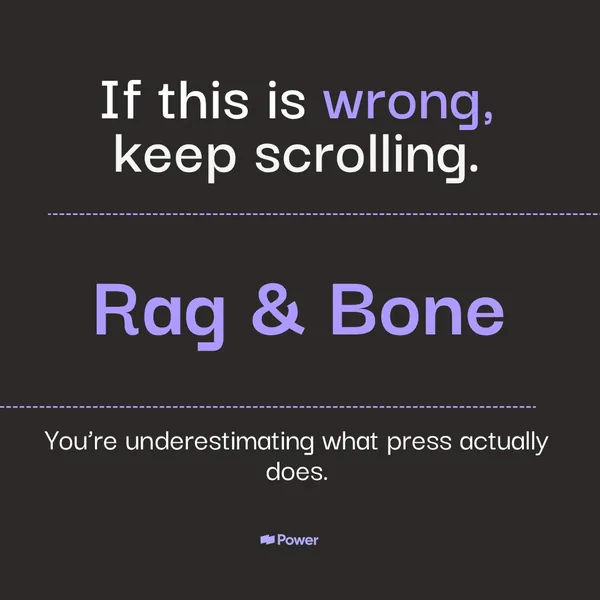 If this is wrong,
keep scrolling.
Rag & Bone
You’re underestimating what press actually
does.
Power